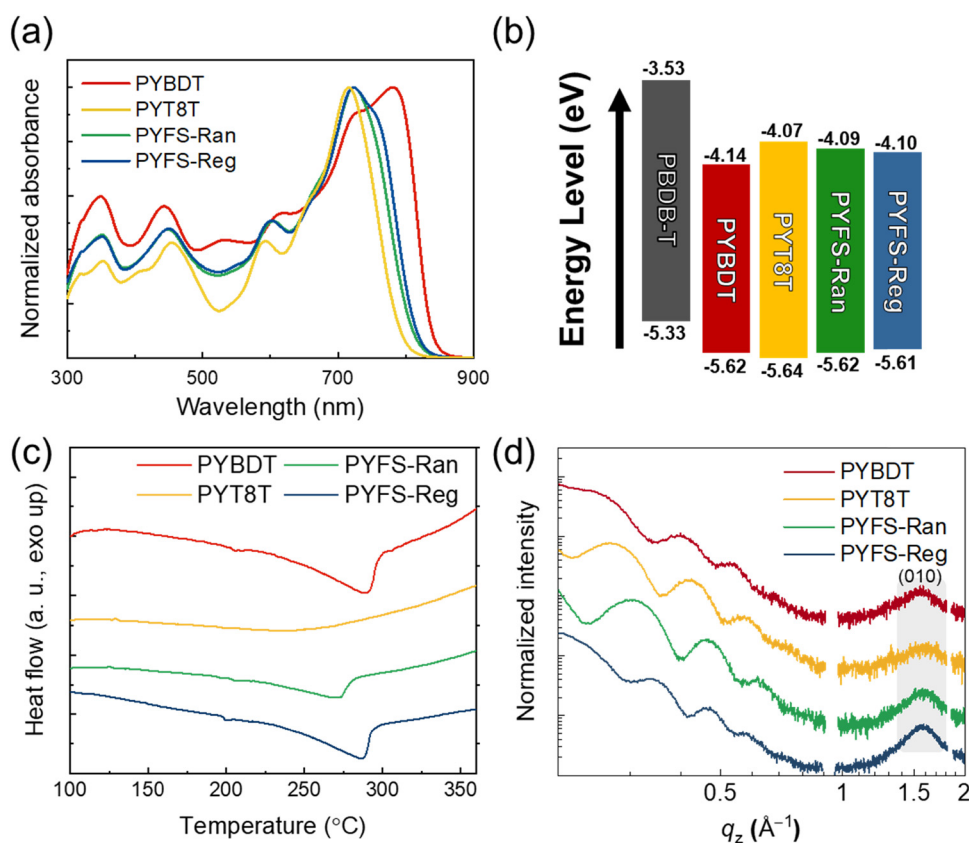 (a)
PYBDT
PYT8T
PYFS-Ran
PYFS-Reg
Normalized absorbance
300 500 700 900
Wavelength (nm)
(b)
Energy Level (eV)
-3.53
PBDB-T
-5.33
-4.14
PYBDT
-5.62
-4.07
PYT8T
-5.64
-4.09
PYFS-Ran
-5.62
-4.10
PYFS-Reg
-5.61
(c)
PYBDT PYFS-Ran
PYT8T PYFS-Reg
Heat flow (a. u., exo up)
100 150 200 250 300 350
Temperature (°C)
(d)
PYBDT
PYT8T
PYFS-Ran
PYFS-Reg
(010)
Normalized intensity
0.5 1 1.5 2
qz (Å−1)